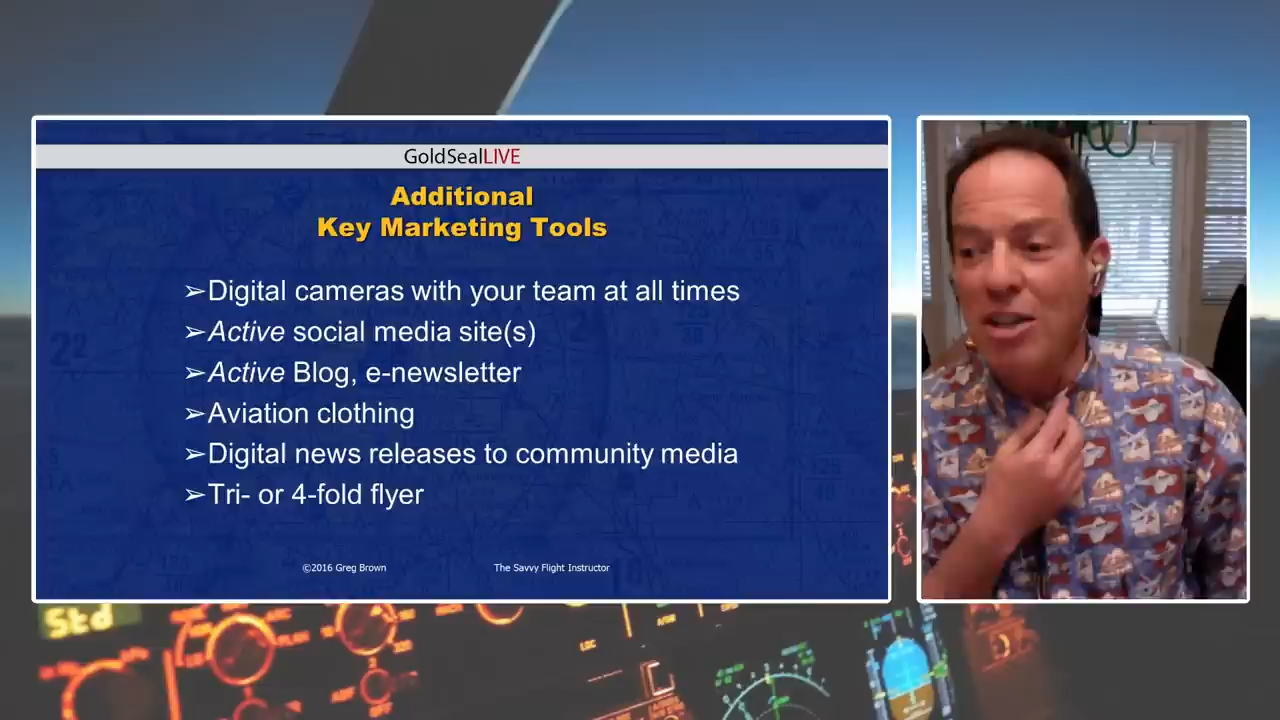 GoldSealLIVE
Additional
Key Marketing Tools
➢Digital cameras with your team at all times
➢Active social media site(s)
➢Active Blog, e-newsletter
➢Aviation clothing
➢Digital news releases to community media
➢Tri- or 4-fold flyer
©2016 Greg Brown The Savvy Flight Instructor
Std